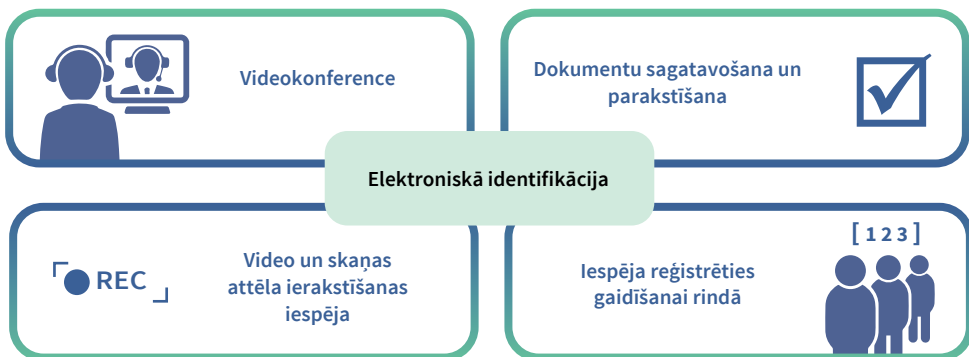 Videokonference
Dokumentu sagatavošana un
parakstīšana
Elektroniskā identifikācija
REC
Video un skaņas
attēla ierakstīšanas
iespēja
Iespēja reģistrēties
gaidīšanai rindā
[ 1 2 3 ]